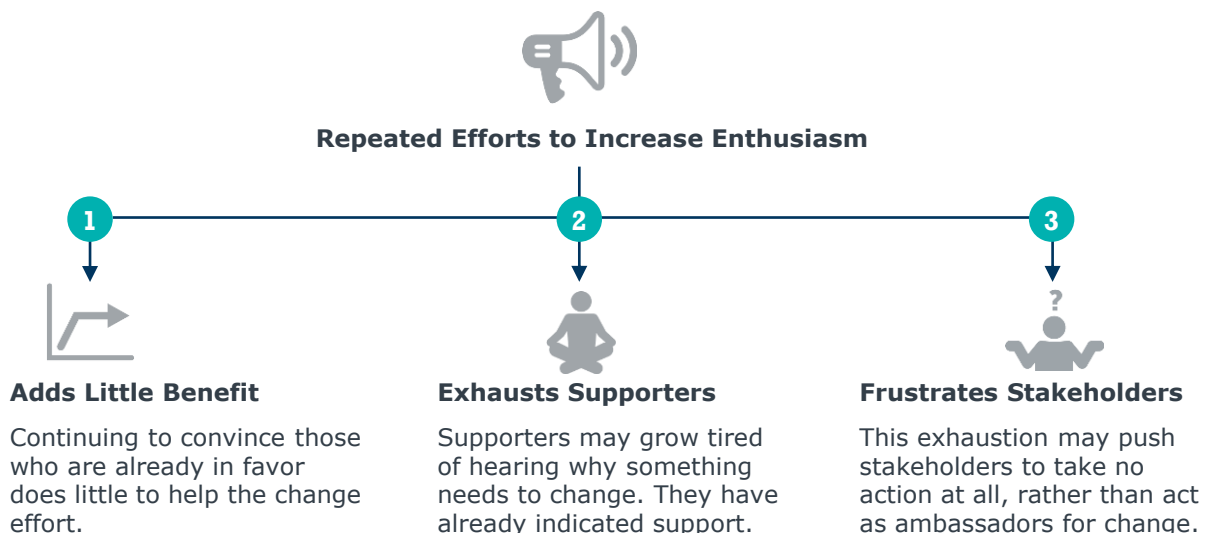 Repeated Efforts to Increase Enthusiasm
1
2
3
?
Adds Little Benefit
Continuing to convince those
who are already in favor
does little to help the change
effort.
Exhausts Supporters
Supporters may grow tired
of hearing why something
needs to change. They have
already indicated support.
Frustrates Stakeholders
This exhaustion may push
stakeholders to take no
action at all, rather than act
as ambassadors for change.